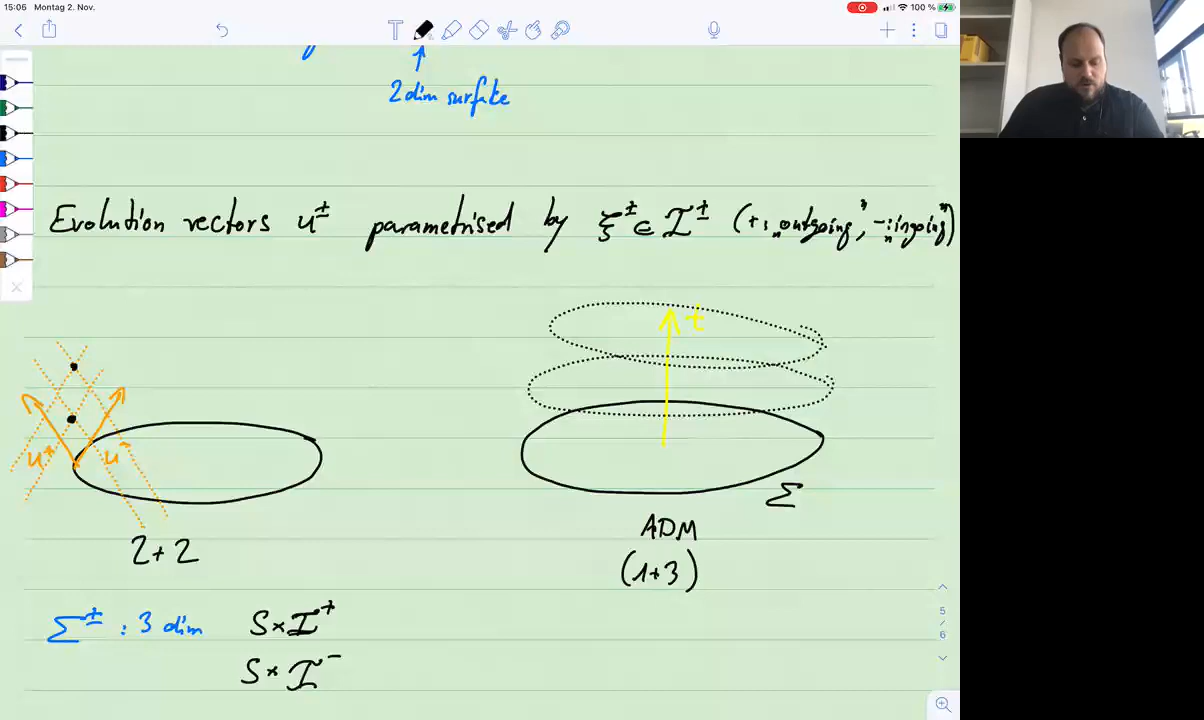 15:06 Montag 2. Nov.
100 %
T
2 dim surface
Evolution vectors u± parametrised by ξ± ∈ I± (+: „outgoing”, -: „ingoing”)
t
u+ u-
Σ
2+2
ADM
(1+3)
Σ± : 3 dim S × I+
S × I-
5
/
6